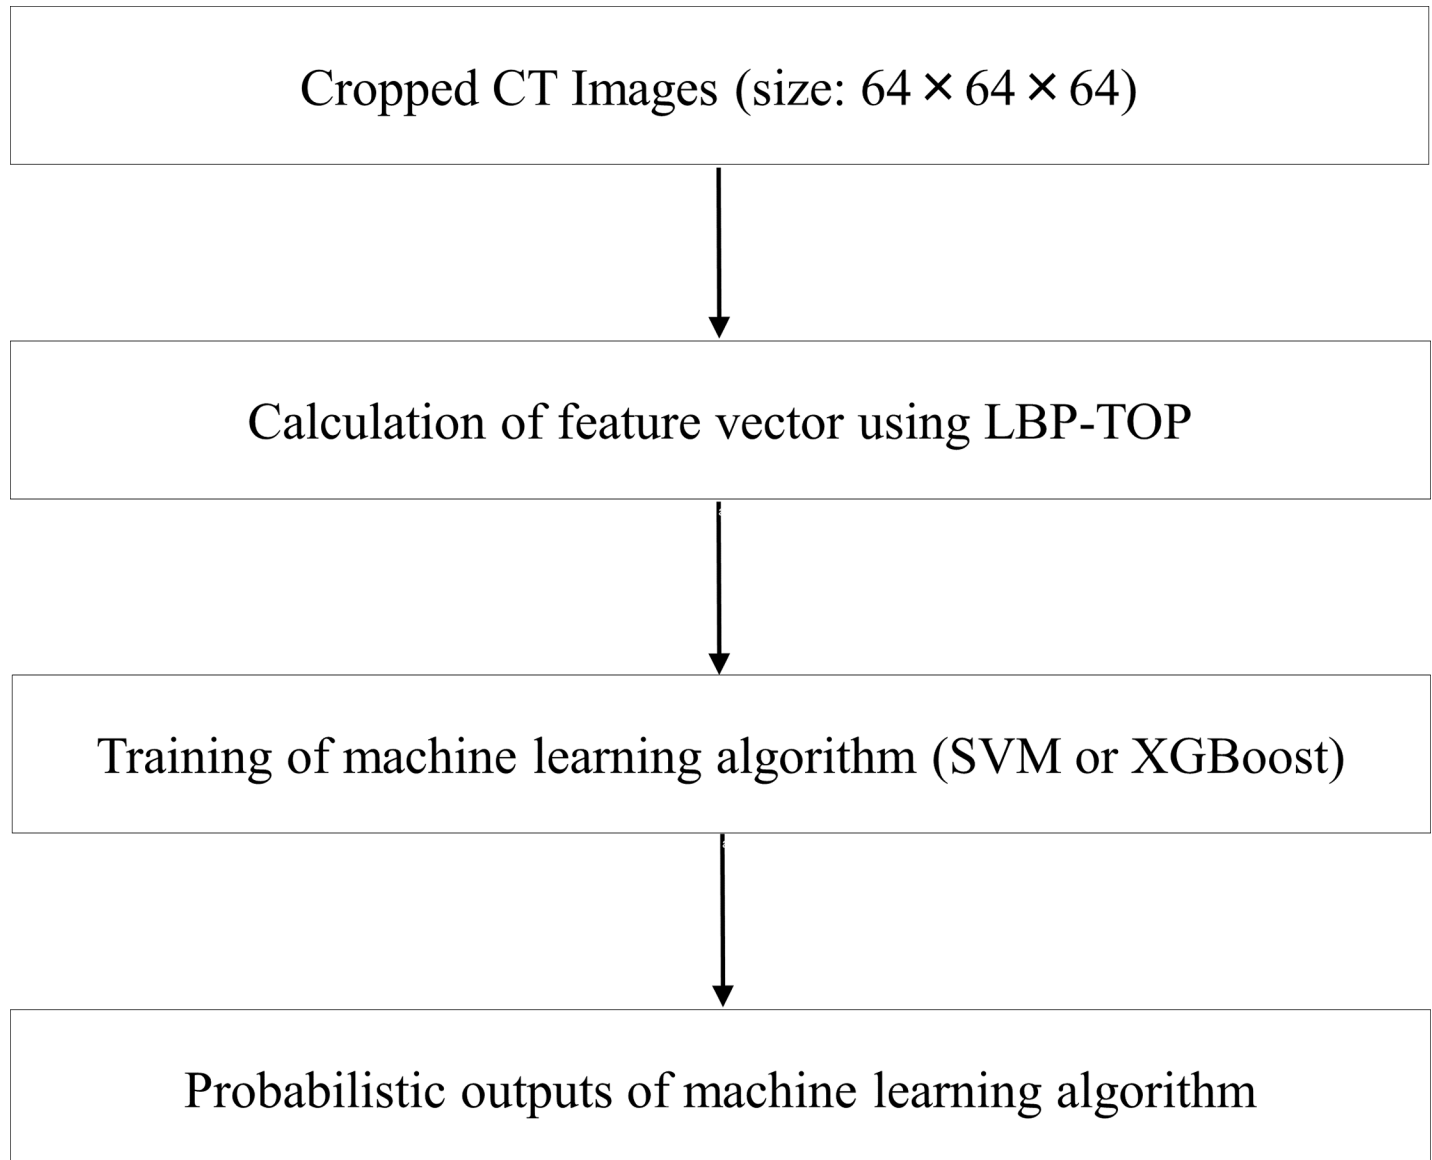 Cropped CT Images (size: 64 × 64 × 64)
Calculation of feature vector using LBP-TOP
Training of machine learning algorithm (SVM or XGBoost)
Probabilistic outputs of machine learning algorithm